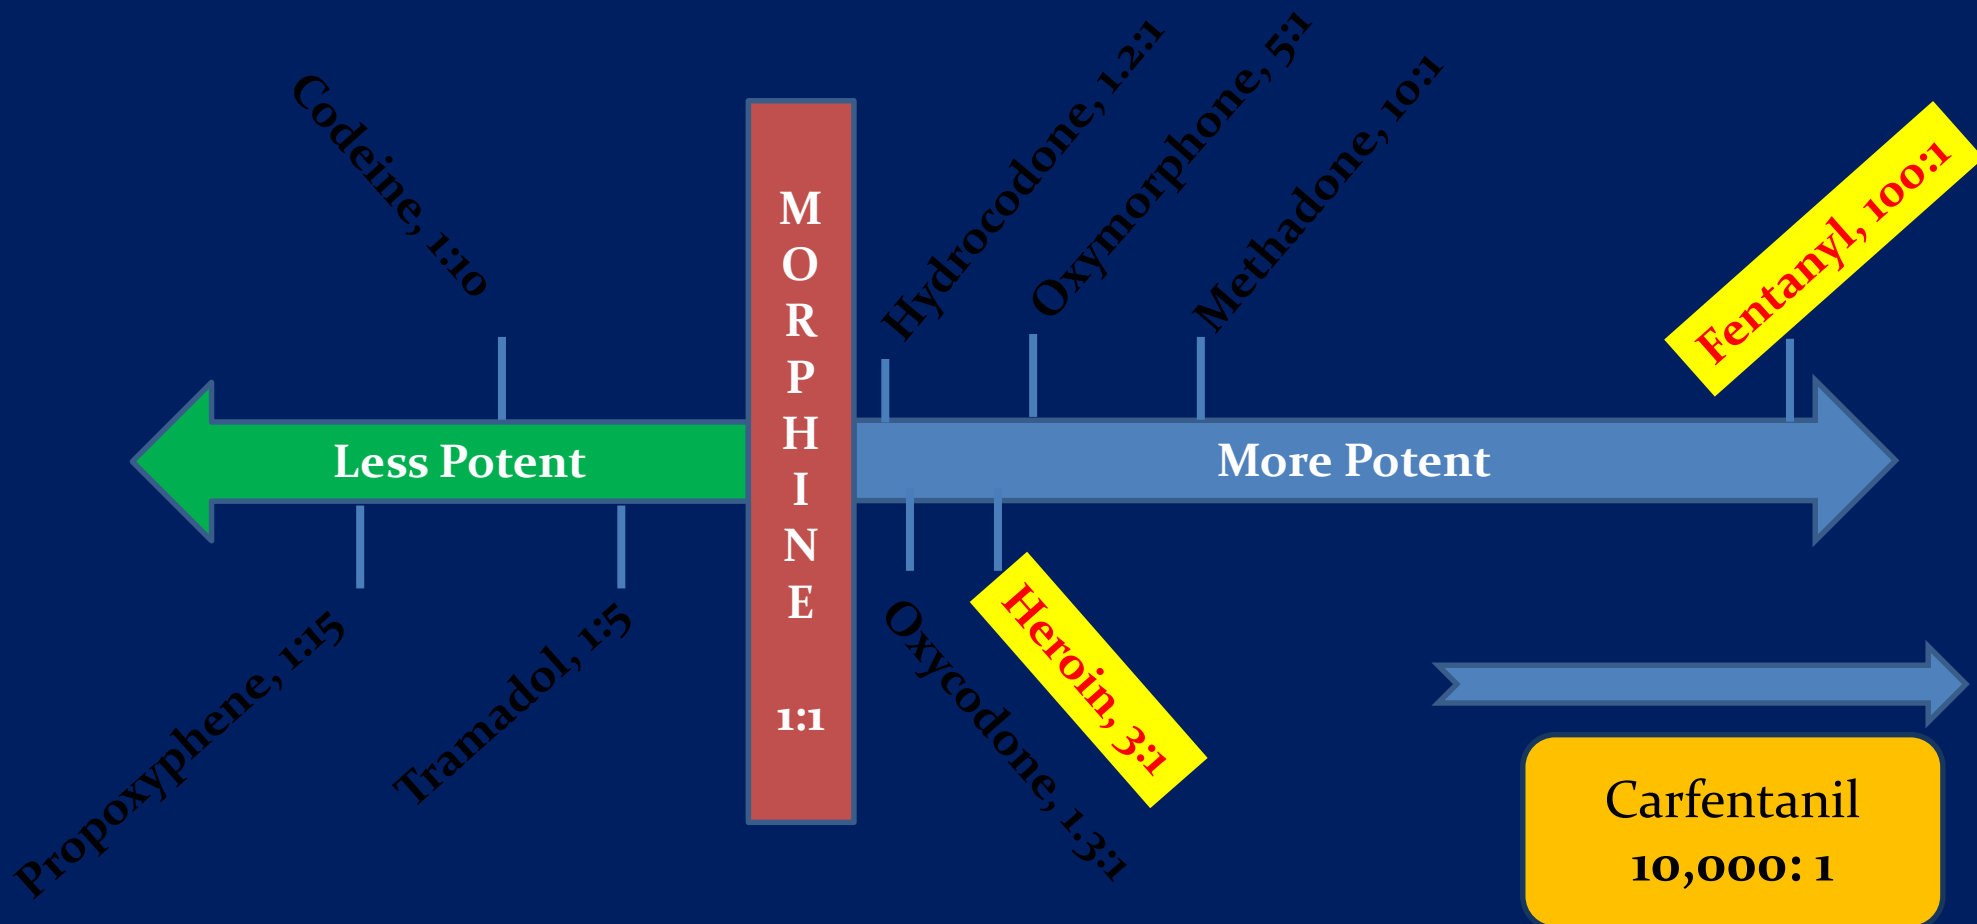 Codeine, 1:10
Hydrocodone, 1.2:1
Oxymorphone, 5:1
Methadone, 10:1
Fentanyl, 100:1
MORPHINE
1:1
Less Potent
More Potent
Propoxyphene, 1:15
Tramadol, 1:5
Oxycodone, 1.3:1
Heroin, 3:1
Carfentanil
10,000: 1